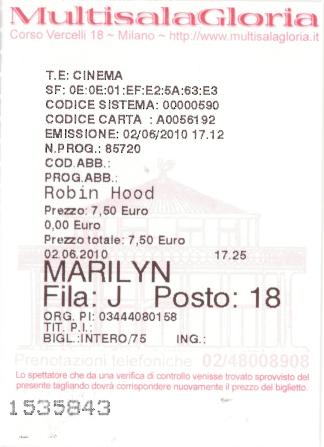 MultisalaGloria
Corso Vercelli 18 ~ Milano ~ http://www.multisalagloria.it
T.E: CINEMA
SF: 0E:0E:01:EF:E2:5A:63:E3
CODICE SISTEMA: 00000590
CODICE CARTA : A0056192
EMISSIONE: 02/06/2010 17.12
N.PROG.: 85720
COD.ABB.:
PROG.ABB.:
Robin Hood
Prezzo: 7,50 Euro
0,00 Euro
Prezzo totale: 7,50 Euro
02.06.2010 17.25
MARILYN
Fila: J Posto: 18
ORG. PI: 03444080158
TIT. P.I.:
BIGL.:INTERO/75 ING.:
Prenotazioni telefoniche 02/48008908
Lo spettatore che da una verifica di controllo venisse trovato sprovvisto del
presente tagliando dovrà corrispondere nuovamente il prezzo del biglietto.
1535843